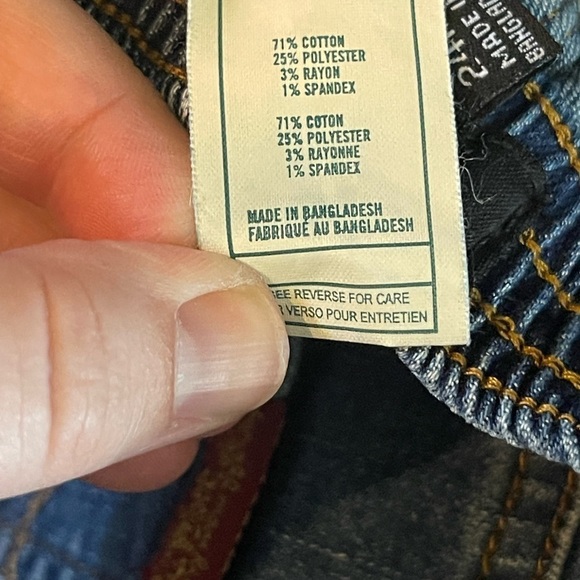 71% COTTON
25% POLYESTER
3% RAYON
1% SPANDEX
71% COTON
25% POLYESTER
3% RAYONNE
1% SPANDEX
MADE IN BANGLADESH
FABRIQUÉ AU BANGLADESH
REVERSE FOR CARE
VERSO POUR ENTRETIEN
MADE